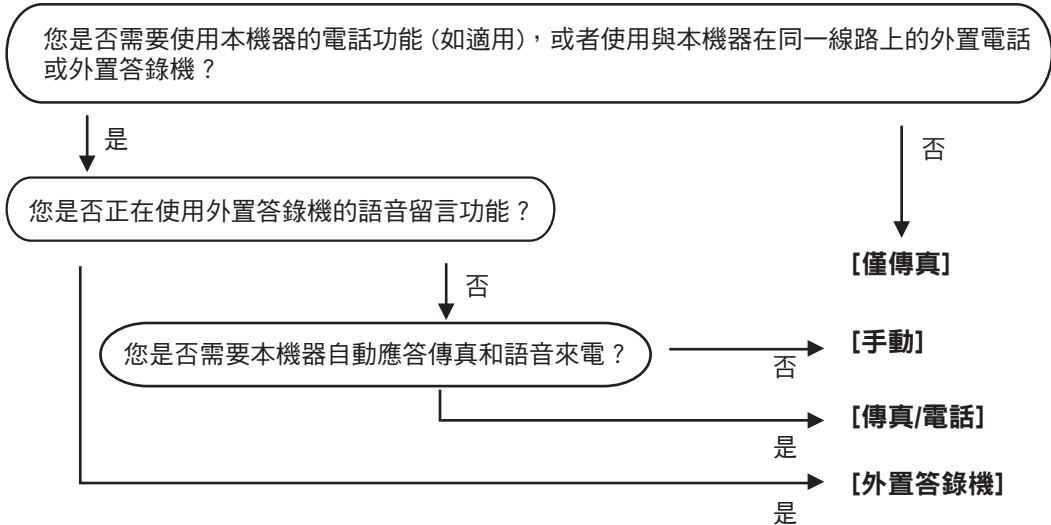 您是否需要使用本機器的電話功能 (如適用)，或者使用與本機器在同一線路上的外置電話
或外置答錄機？
是
否
您是否正在使用外置答錄機的語音留言功能？
[僅傳真]
否
您是否需要本機器自動應答傳真和語音來電？
否
[手動]
是
[傳真/電話]
是
[外置答錄機]